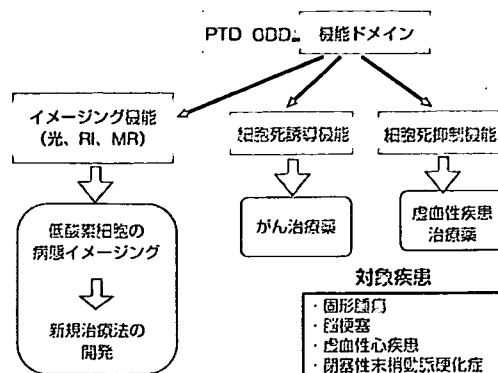 PTD ODD 機能ドメイン
イメージング機能
(光、RI、MR)
細胞死誘導機能
細胞死抑制機能
低酸素細胞の
病態イメージング
新規治療法の
開発
がん治療薬
虚血性疾患
治療薬
対象疾患
・固形腫瘍
・脳梗塞
・虚血性心疾患
・閉塞性末梢動脈硬化症